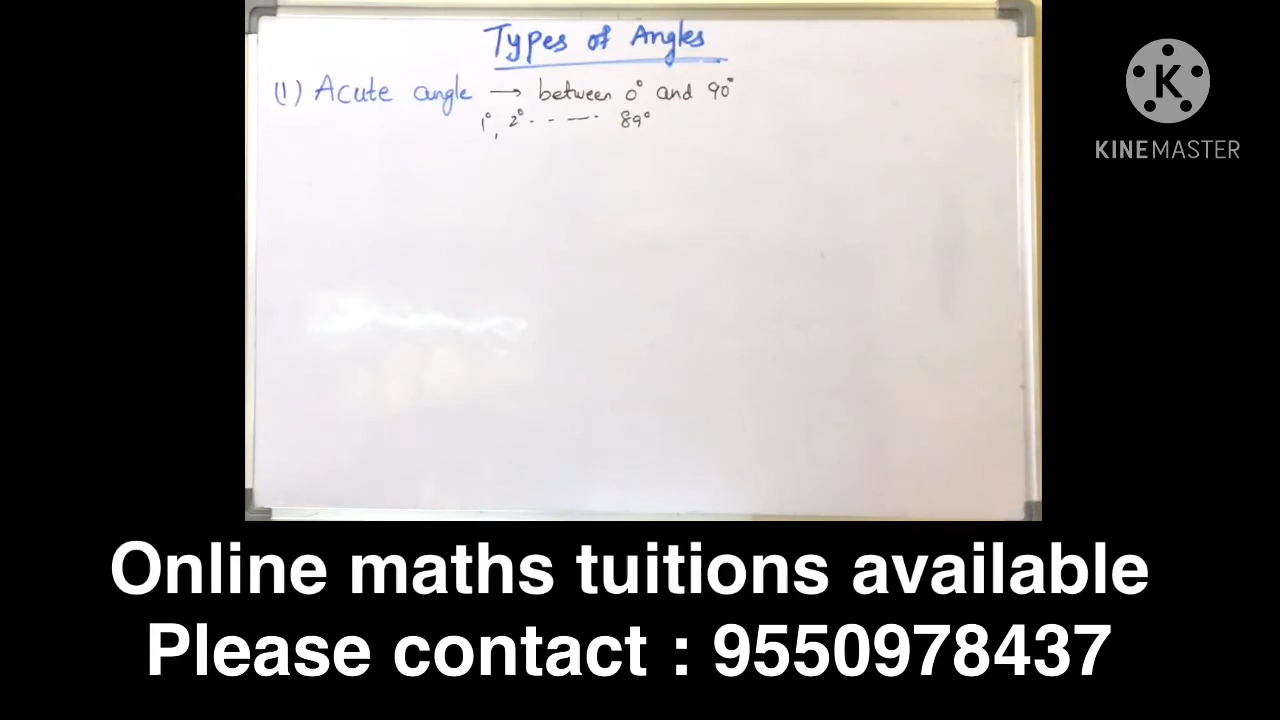 Types of Angles
(1) Acute angle → between 0° and 90°
1°, 2° - - — - 89°
K
KINEMASTER
Online maths tuitions available
Please contact : 9550978437